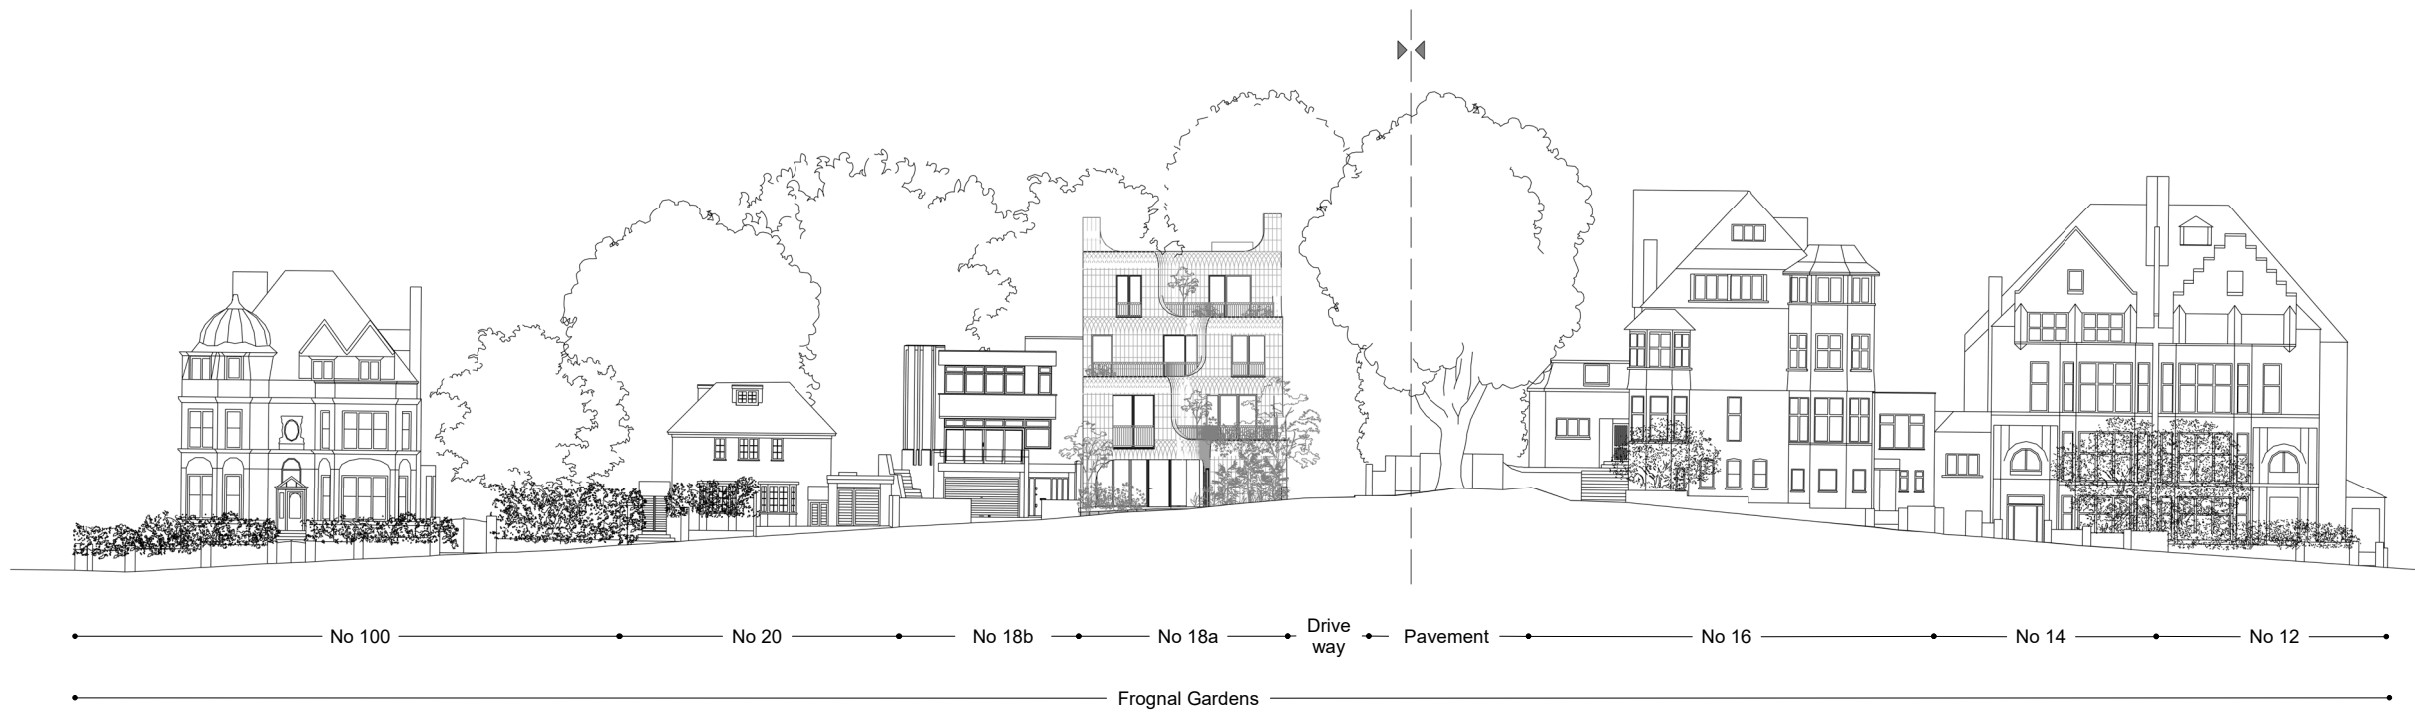 No 100
No 20
No 18b
No 18a
Drive
way
Pavement
No 16
No 14
No 12
Frognal Gardens